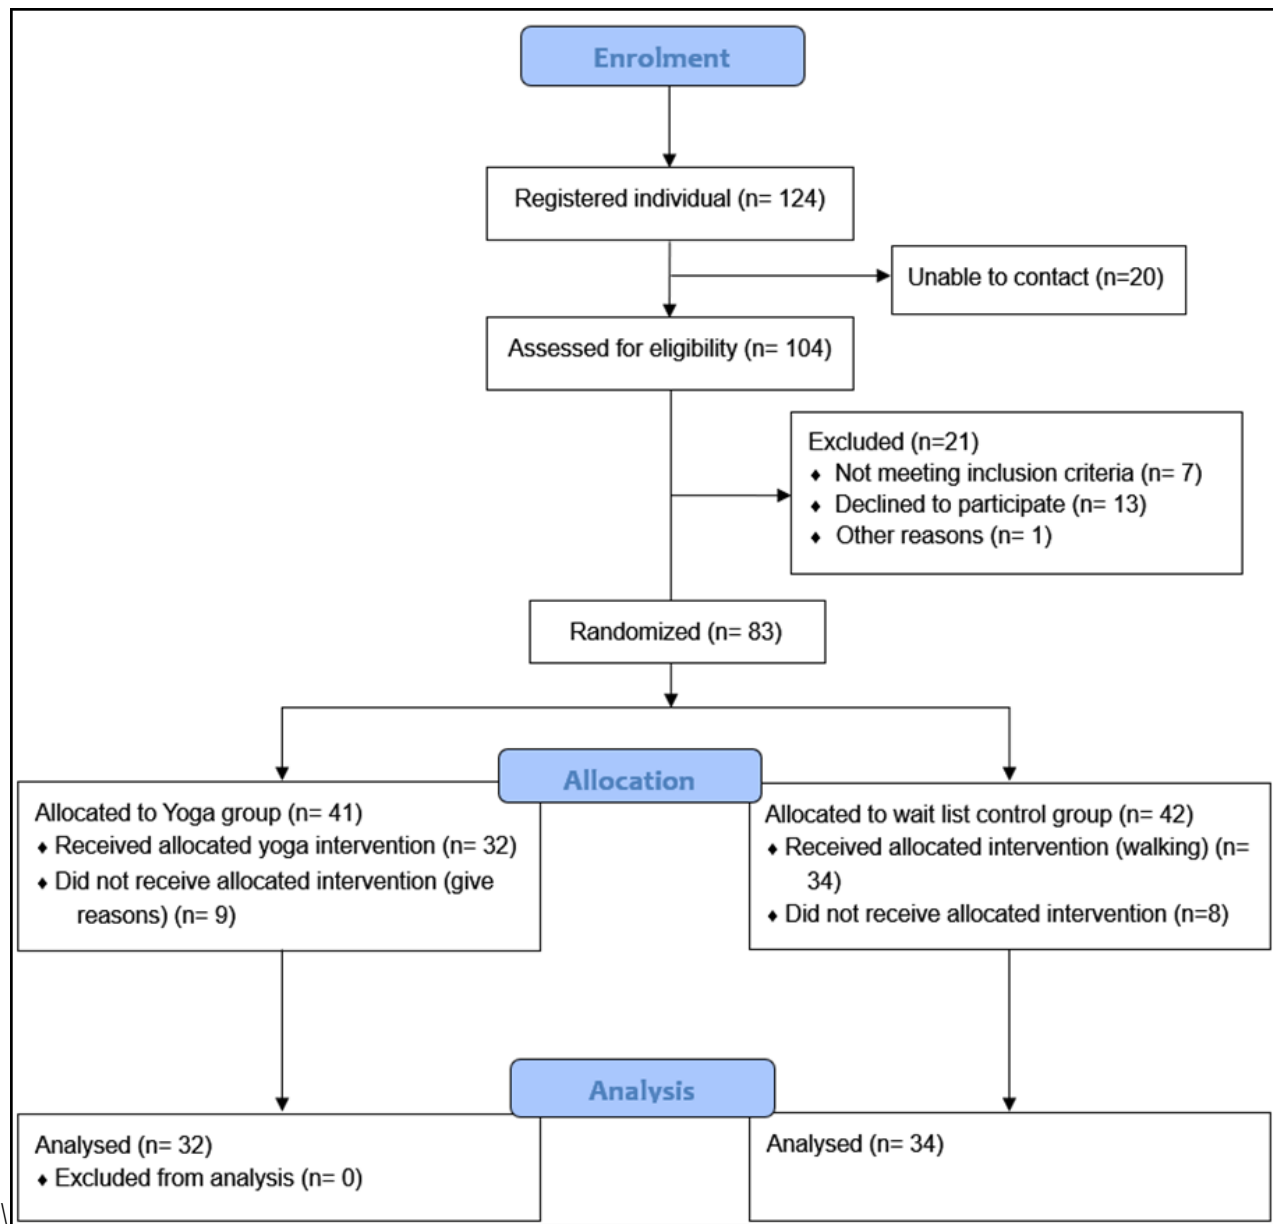 Enrolment
Registered individual (n= 124)
Unable to contact (n=20)
Assessed for eligibility (n= 104)
Excluded (n=21)
♦ Not meeting inclusion criteria (n= 7)
♦ Declined to participate (n= 13)
♦ Other reasons (n= 1)
Randomized (n= 83)
Allocation
Allocated to Yoga group (n= 41)
♦ Received allocated yoga intervention (n= 32)
♦ Did not receive allocated intervention (give
reasons) (n= 9)
Allocated to wait list control group (n= 42)
♦ Received allocated intervention (walking) (n=
34)
♦ Did not receive allocated intervention (n=8)
Analysis
Analysed (n= 32)
♦ Excluded from analysis (n= 0)
Analysed (n= 34)
\